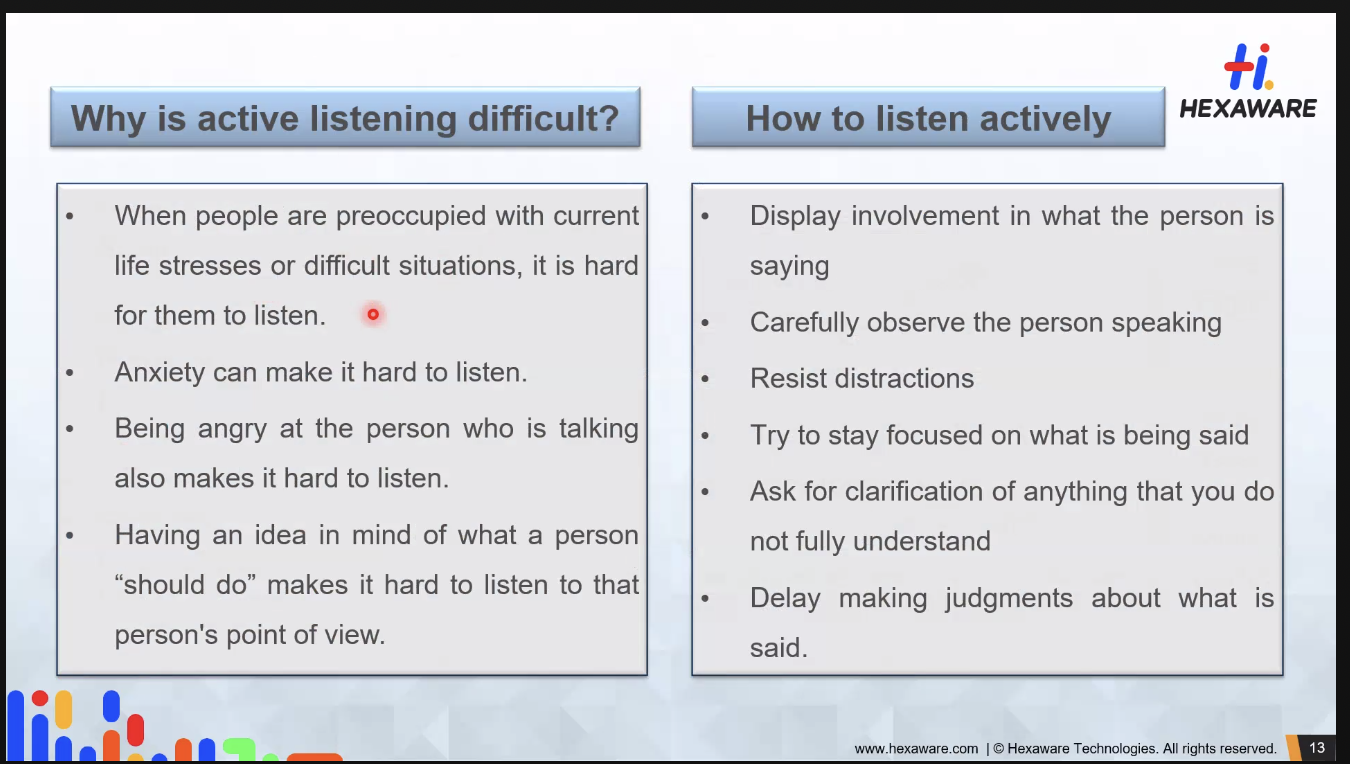 Why is active listening difficult?
How to listen actively
HEXAWARE
• When people are preoccupied with current
life stresses or difficult situations, it is hard
for them to listen.
• Anxiety can make it hard to listen.
• Being angry at the person who is talking
also makes it hard to listen.
• Having an idea in mind of what a person
“should do” makes it hard to listen to that
person's point of view.
• Display involvement in what the person is
saying
• Carefully observe the person speaking
• Resist distractions
• Try to stay focused on what is being said
• Ask for clarification of anything that you do
not fully understand
• Delay making judgments about what is
said.
www.hexaware.com | © Hexaware Technologies. All rights reserved.
13